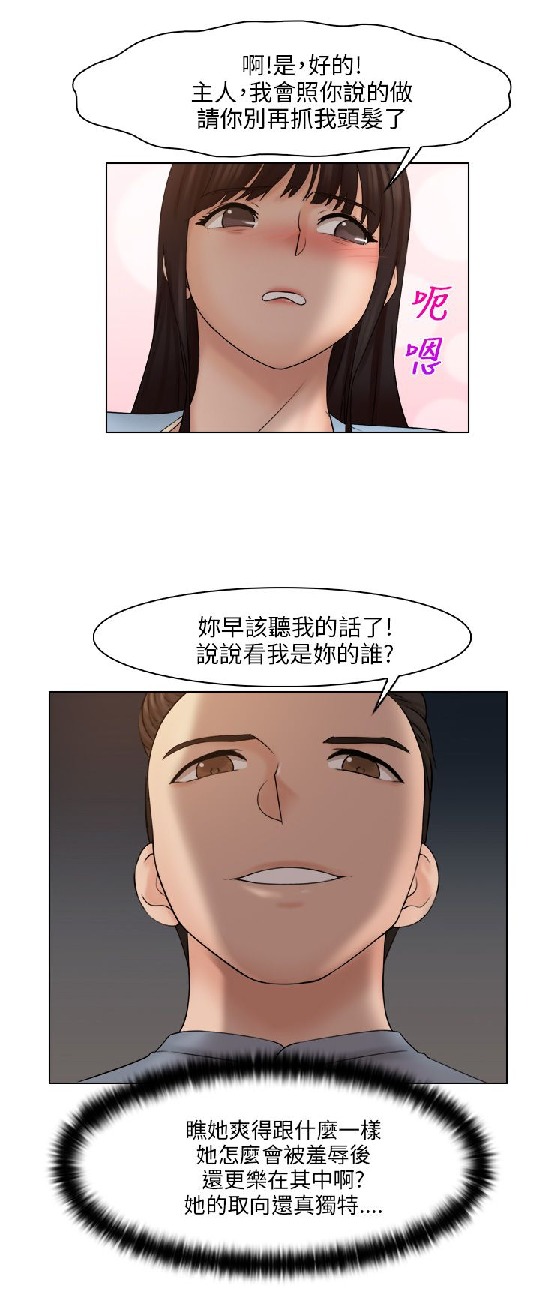 啊!是,好的!
主人,我會照你說的做
請你別再抓我頭髮了
呃
嗯
妳早該聽我的話了!
說說看我是妳的誰?
瞧她爽得跟什麼一樣
她怎麼會被羞辱後
還更樂在其中啊?
她的取向還真獨特....